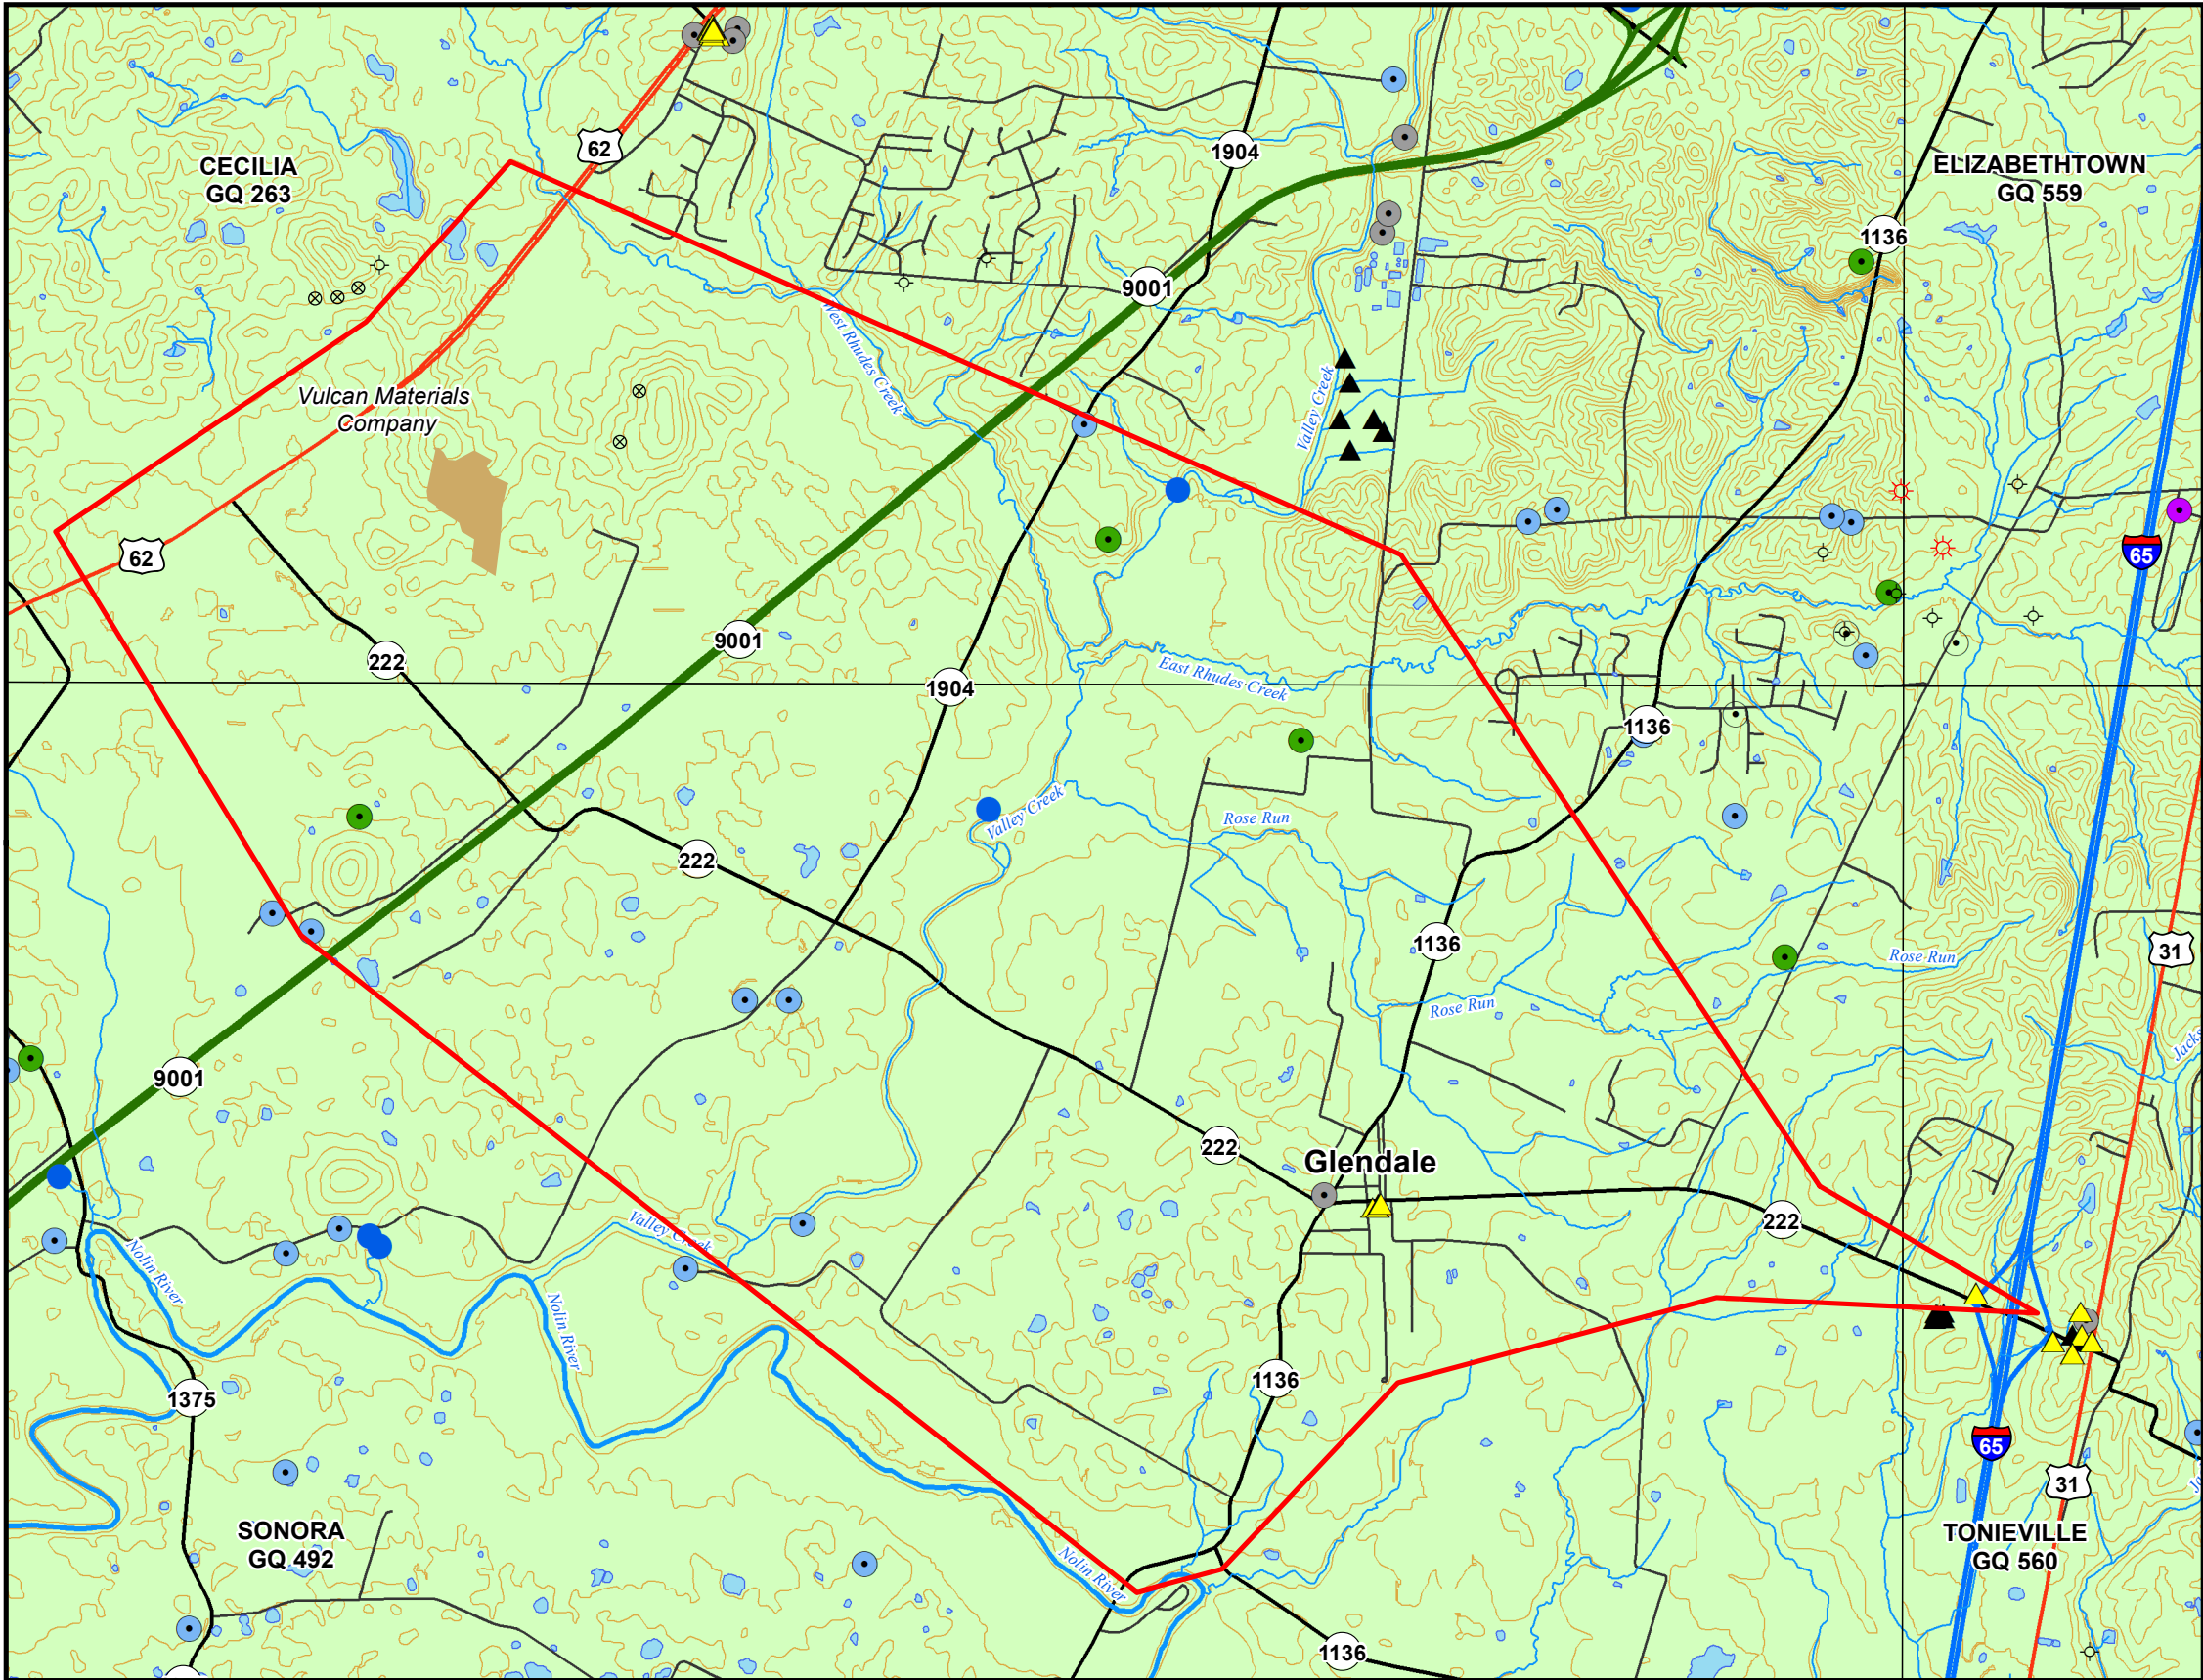 62
1904
CECILIA
GQ 263
ELIZABETHTOWN
GQ 559
1136
9001
West Rhudes Creek
Valley Creek
Vulcan Materials
Company
62
65
9001
222
1904
East Rhudes Creek
1136
Valley Creek
Rose Run
222
1136
31
Rose Run
Rose Run
9001
222
Glendale
222
Valley Creek
Nolin River
Nolin River
1375
1136
65
31
SONORA
GQ 492
TONIEVILLE
GQ 560
Nolin River
1136